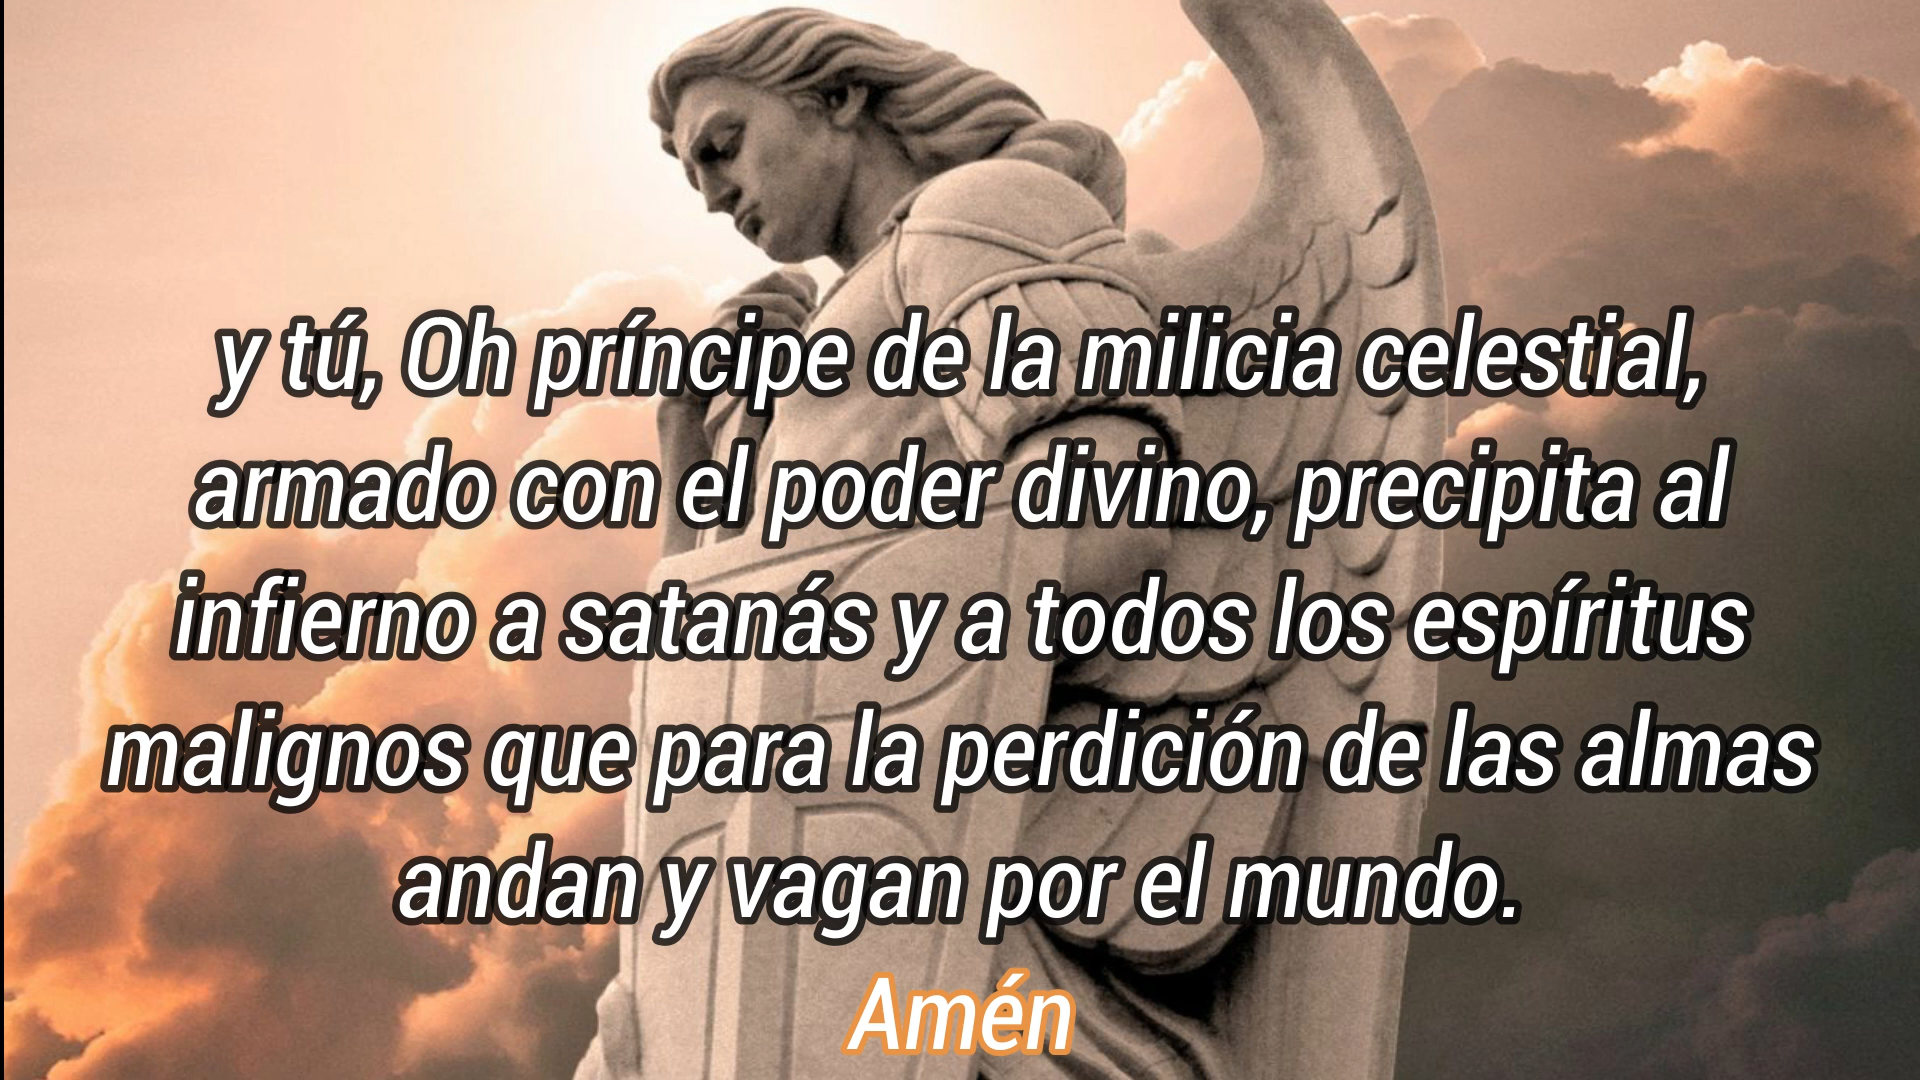 y tú, Oh príncipe de la milicia celestial,
armado con el poder divino, precipita al
infierno a satanás y a todos los espíritus
malignos que para la perdición de las almas
andan y vagan por el mundo.
Amén